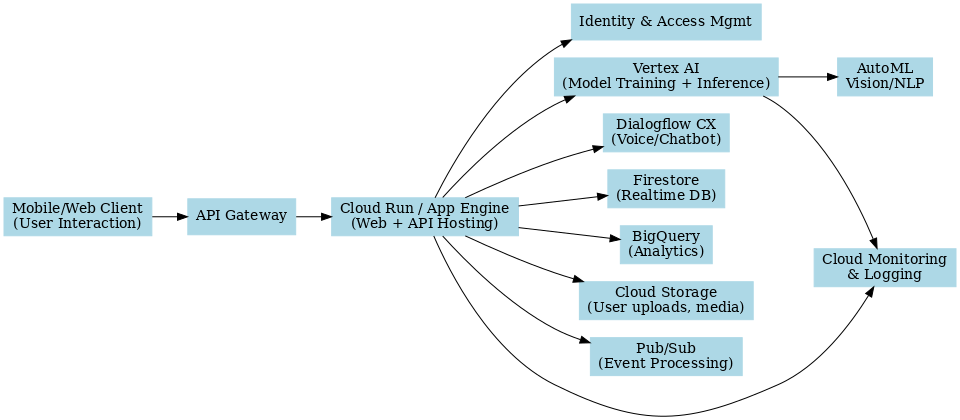 Mobile/Web Client
(User Interaction)
API Gateway
Cloud Run / App Engine
(Web + API Hosting)
Identity & Access Mgmt
Vertex AI
(Model Training + Inference)
Dialogflow CX
(Voice/Chatbot)
Firestore
(Realtime DB)
BigQuery
(Analytics)
Cloud Storage
(User uploads, media)
Pub/Sub
(Event Processing)
AutoML
Vision/NLP
Cloud Monitoring
& Logging